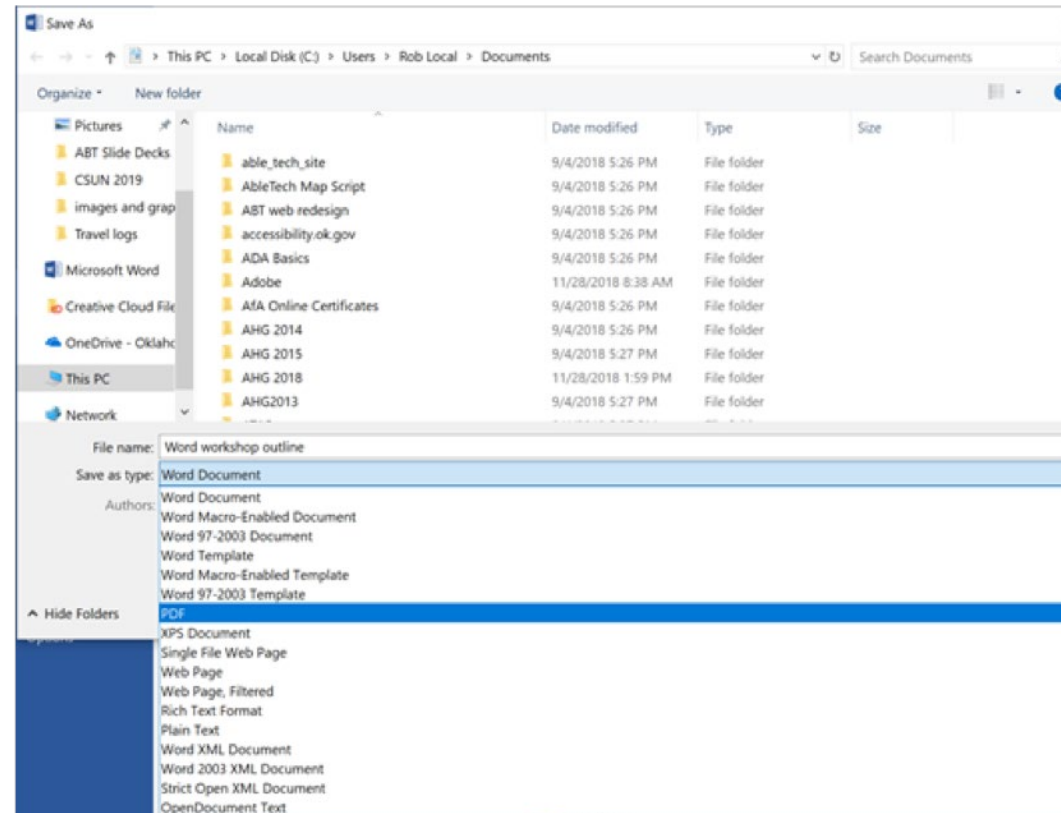 Save As
This PC > Local Disk (C:) > Users > Rob Local > Documents
Search Documents
Organize
New folder
Pictures
ABT Slide Decks
CSUN 2019
images and grap
Travel logs
Microsoft Word
Creative Cloud File
OneDrive - Oklaho
This PC
Network
Name Date modified Type Size
able_tech_site 9/4/2018 5:26 PM File folder
AbleTech Map Script 9/4/2018 5:26 PM File folder
ABT web redesign 9/4/2018 5:26 PM File folder
accessibility.ok.gov 9/4/2018 5:26 PM File folder
ADA Basics 9/4/2018 5:26 PM File folder
Adobe 11/28/2018 8:38 AM File folder
AfA Online Certificates 9/4/2018 5:26 PM File folder
AHG 2014 9/4/2018 5:26 PM File folder
AHG 2015 9/4/2018 5:27 PM File folder
AHG 2018 11/28/2018 1:59 PM File folder
AHG2013 9/4/2018 5:27 PM File folder
File name: Word workshop outline
Save as type: Word Document
Authors:
Word Document
Word Macro-Enabled Document
Word 97-2003 Document
Word Template
Word Macro-Enabled Template
Word 97-2003 Template
Hide Folders
PDF
XPS Document
Single File Web Page
Web Page
Web Page, Filtered
Rich Text Format
Plain Text
Word XML Document
Word 2003 XML Document
Strict Open XML Document
OpenDocument Text